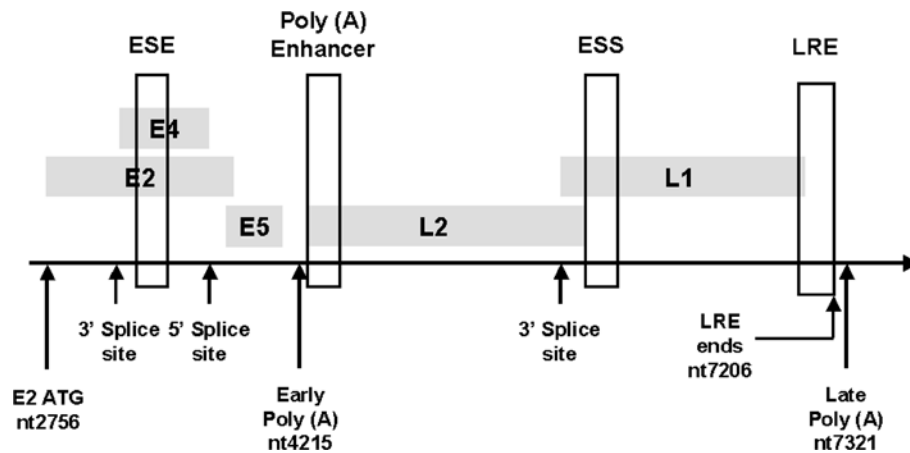 ESE
Poly (A)
Enhancer
ESS
LRE
E4
E2
L1
E5
L2
3' Splice
site
5' Splice
site
3' Splice
site
LRE
ends
nt7206
E2 ATG
nt2756
Early
Poly (A)
nt4215
Late
Poly (A)
nt7321